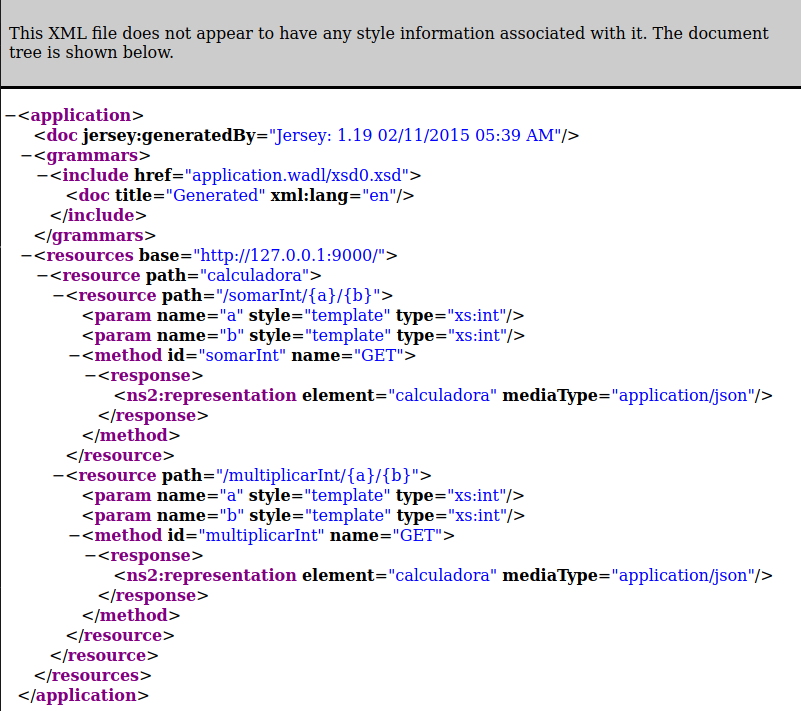 This XML file does not appear to have any style information associated with it. The document
tree is shown below.
−<application>
<doc jersey:generatedBy="Jersey: 1.19 02/11/2015 05:39 AM"/>
−<grammars>
−<include href="application.wadl/xsd0.xsd">
<doc title="Generated" xml:lang="en"/>
</include>
</grammars>
−<resources base="http://127.0.0.1:9000/">
−<resource path="calculadora">
−<resource path="/somarInt/{a}/{b}">
<param name="a" style="template" type="xs:int"/>
<param name="b" style="template" type="xs:int"/>
−<method id="somarInt" name="GET">
−<response>
<ns2:representation element="calculadora" mediaType="application/json"/>
</response>
</method>
</resource>
−<resource path="/multiplicarInt/{a}/{b}">
<param name="a" style="template" type="xs:int"/>
<param name="b" style="template" type="xs:int"/>
−<method id="multiplicarInt" name="GET">
−<response>
<ns2:representation element="calculadora" mediaType="application/json"/>
</response>
</method>
</resource>
</resource>
</resources>
</application>